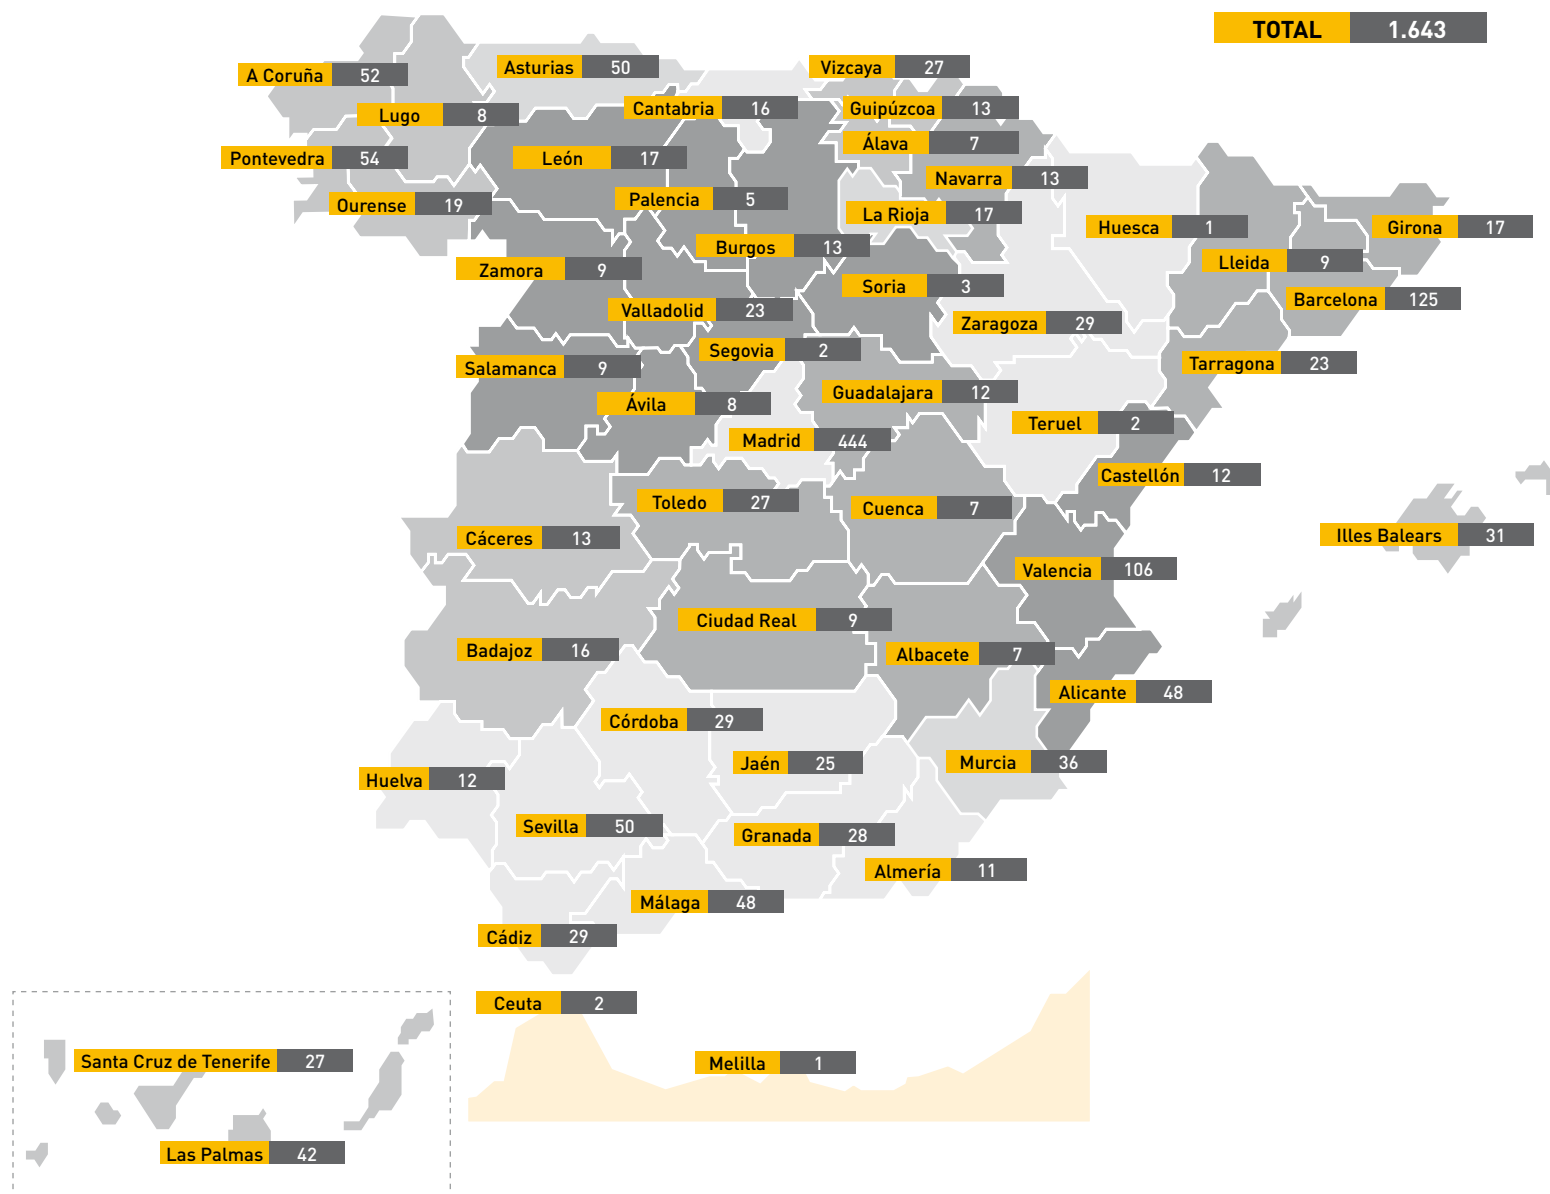 TOTAL 1.643
A Coruña 52
Asturias 50
Vizcaya 27
Lugo 8
Cantabria 16
Guipúzcoa 13
Pontevedra 54
León 17
Álava 7
Navarra 13
Ourense 19
Palencia 5
La Rioja 17
Huesca 1
Girona 17
Zamora 9
Burgos 13
Lleida 9
Soria 3
Barcelona 125
Valladolid 23
Zaragoza 29
Segovia 2
Salamanca 9
Tarragona 23
Ávila 8
Guadalajara 12
Teruel 2
Madrid 444
Castellón 12
Toledo 27
Cuenca 7
Cáceres 13
Illes Balears 31
Valencia 106
Ciudad Real 9
Badajoz 16
Albacete 7
Alicante 48
Córdoba 29
Jaén 25
Murcia 36
Huelva 12
Sevilla 50
Granada 28
Almería 11
Málaga 48
Cádiz 29
Ceuta 2
Santa Cruz de Tenerife 27
Melilla 1
Las Palmas 42